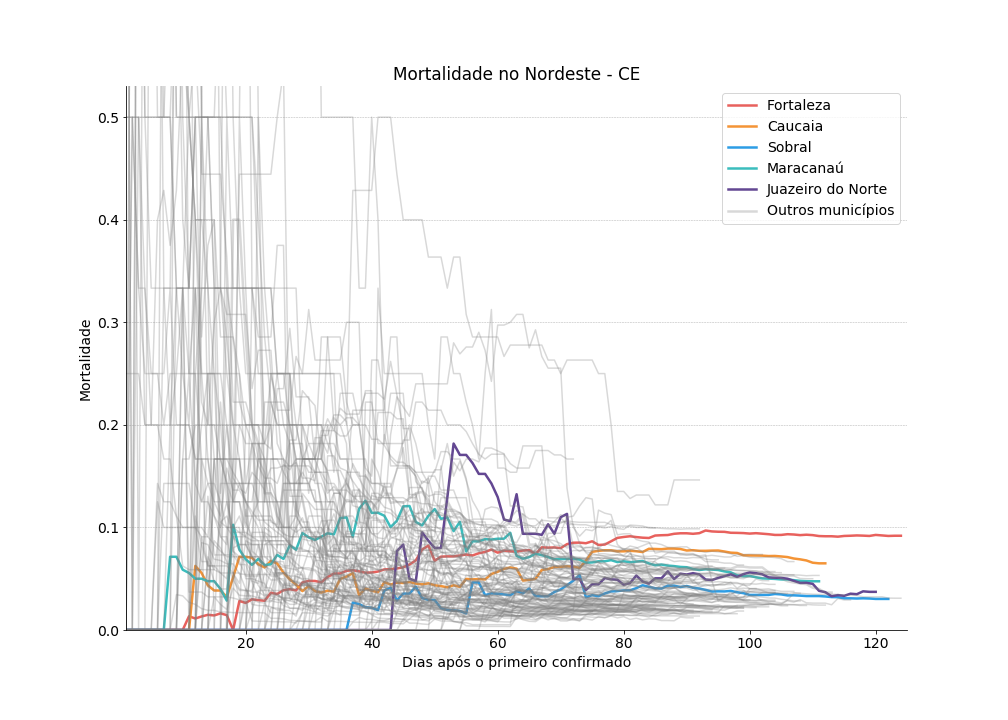 Mortalidade no Nordeste - CE
0.5
0.4
0.3
0.2
0.1
0.0
Mortalidade
20
40
60
80
100
120
Dias após o primeiro confirmado
Fortaleza
Caucaia
Sobral
Maracanaú
Juazeiro do Norte
Outros municípios